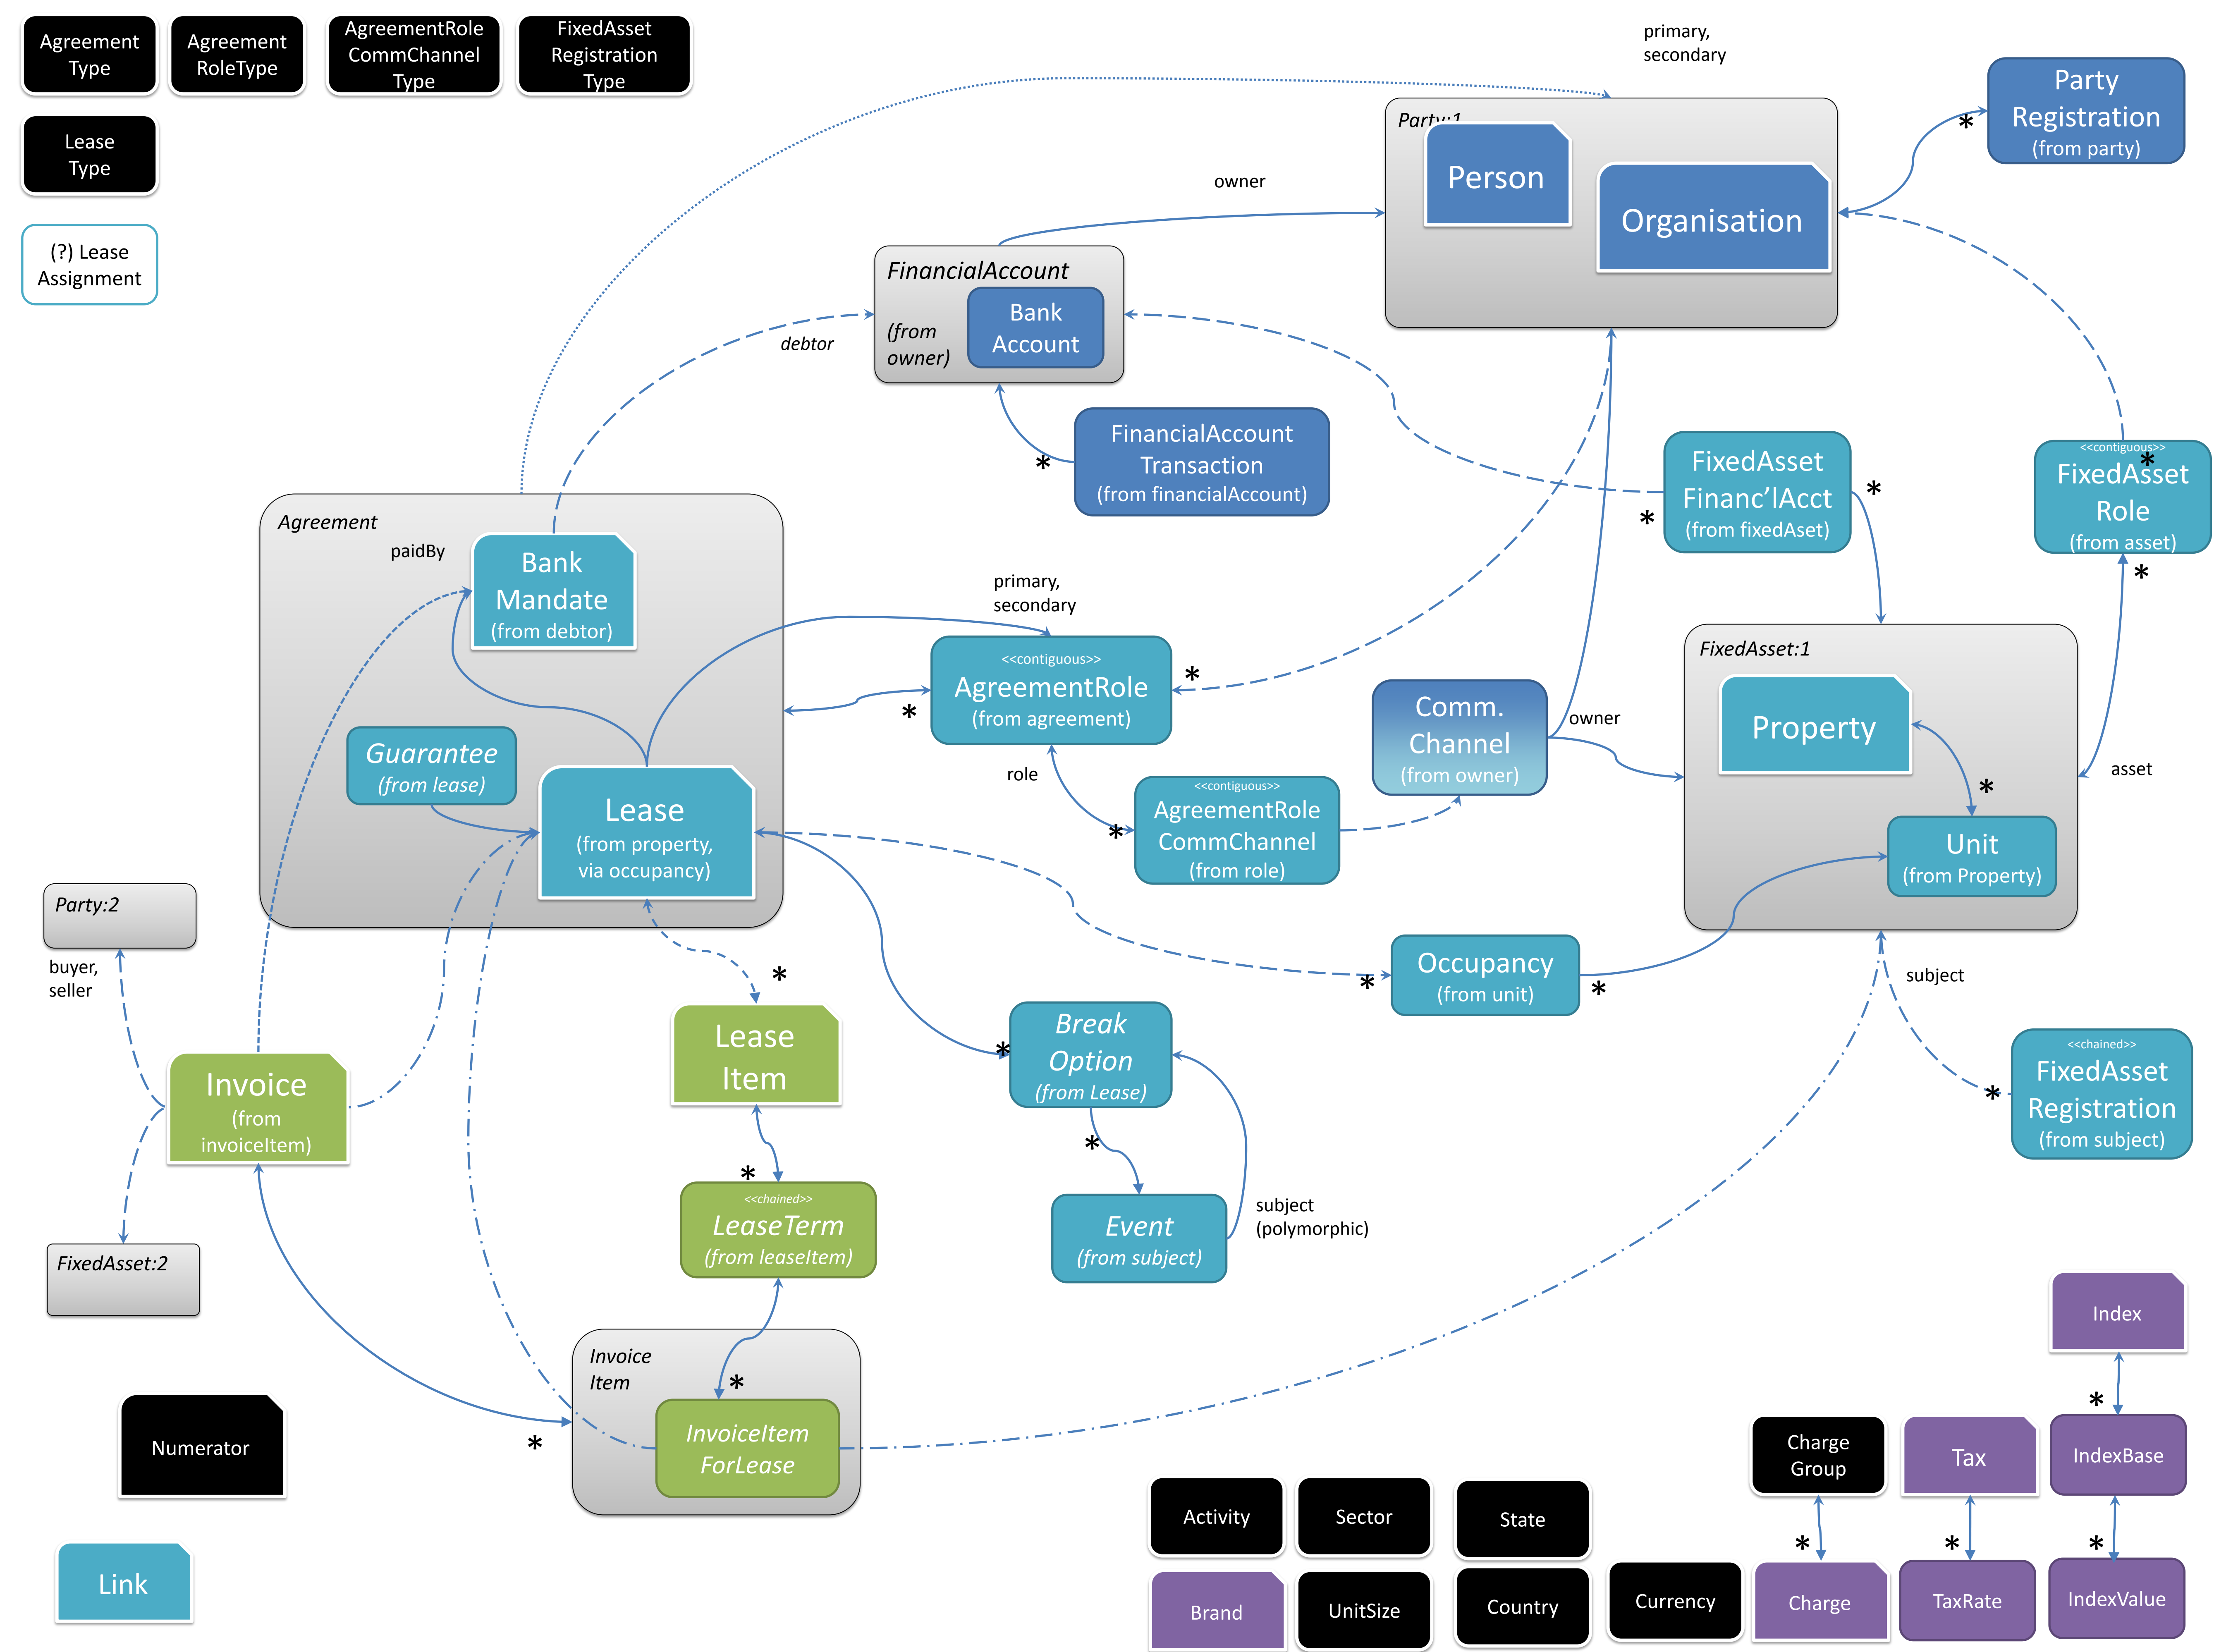 Agreement
Type
Agreement
RoleType
AgreementRole
CommChannel
Type
FixedAsset
Registration
Type
Lease
Type
(?) Lease
Assignment
primary,
secondary
Party:1
Person
Organisation
Party
Registration
(from party)
*
owner
FinancialAccount
(from
owner)
Bank
Account
debtor
FinancialAccount
Transaction
(from financialAccount)
*
FixedAsset
Financ'lAcct
(from fixedAset)
*
*
<<contiguous>>
*
FixedAsset
Role
(from asset)
*
Agreement
paidBy
Bank
Mandate
(from debtor)
primary,
secondary
<<contiguous>>
AgreementRole
(from agreement)
*
*
Guarantee
(from lease)
Lease
(from property,
via occupancy)
role
<<contiguous>>
AgreementRole
CommChannel
(from role)
*
Comm.
Channel
(from owner)
owner
FixedAsset:1
Property
*
Unit
(from Property)
asset
Party:2
buyer,
seller
Occupancy
(from unit)
*
*
subject
<<chained>>
FixedAsset
Registration
(from subject)
*
Invoice
(from
invoiceItem)
*
Lease
Item
Break
Option
(from Lease)
*
*
Event
(from subject)
subject
(polymorphic)
*
<<chained>>
LeaseTerm
(from leaseItem)
FixedAsset:2
Invoice
Item
*
InvoiceItem
ForLease
*
Numerator
Link
Index
*
IndexBase
*
IndexValue
Charge
Group
*
Charge
Tax
*
TaxRate
Activity
Sector
State
Brand
UnitSize
Country
Currency